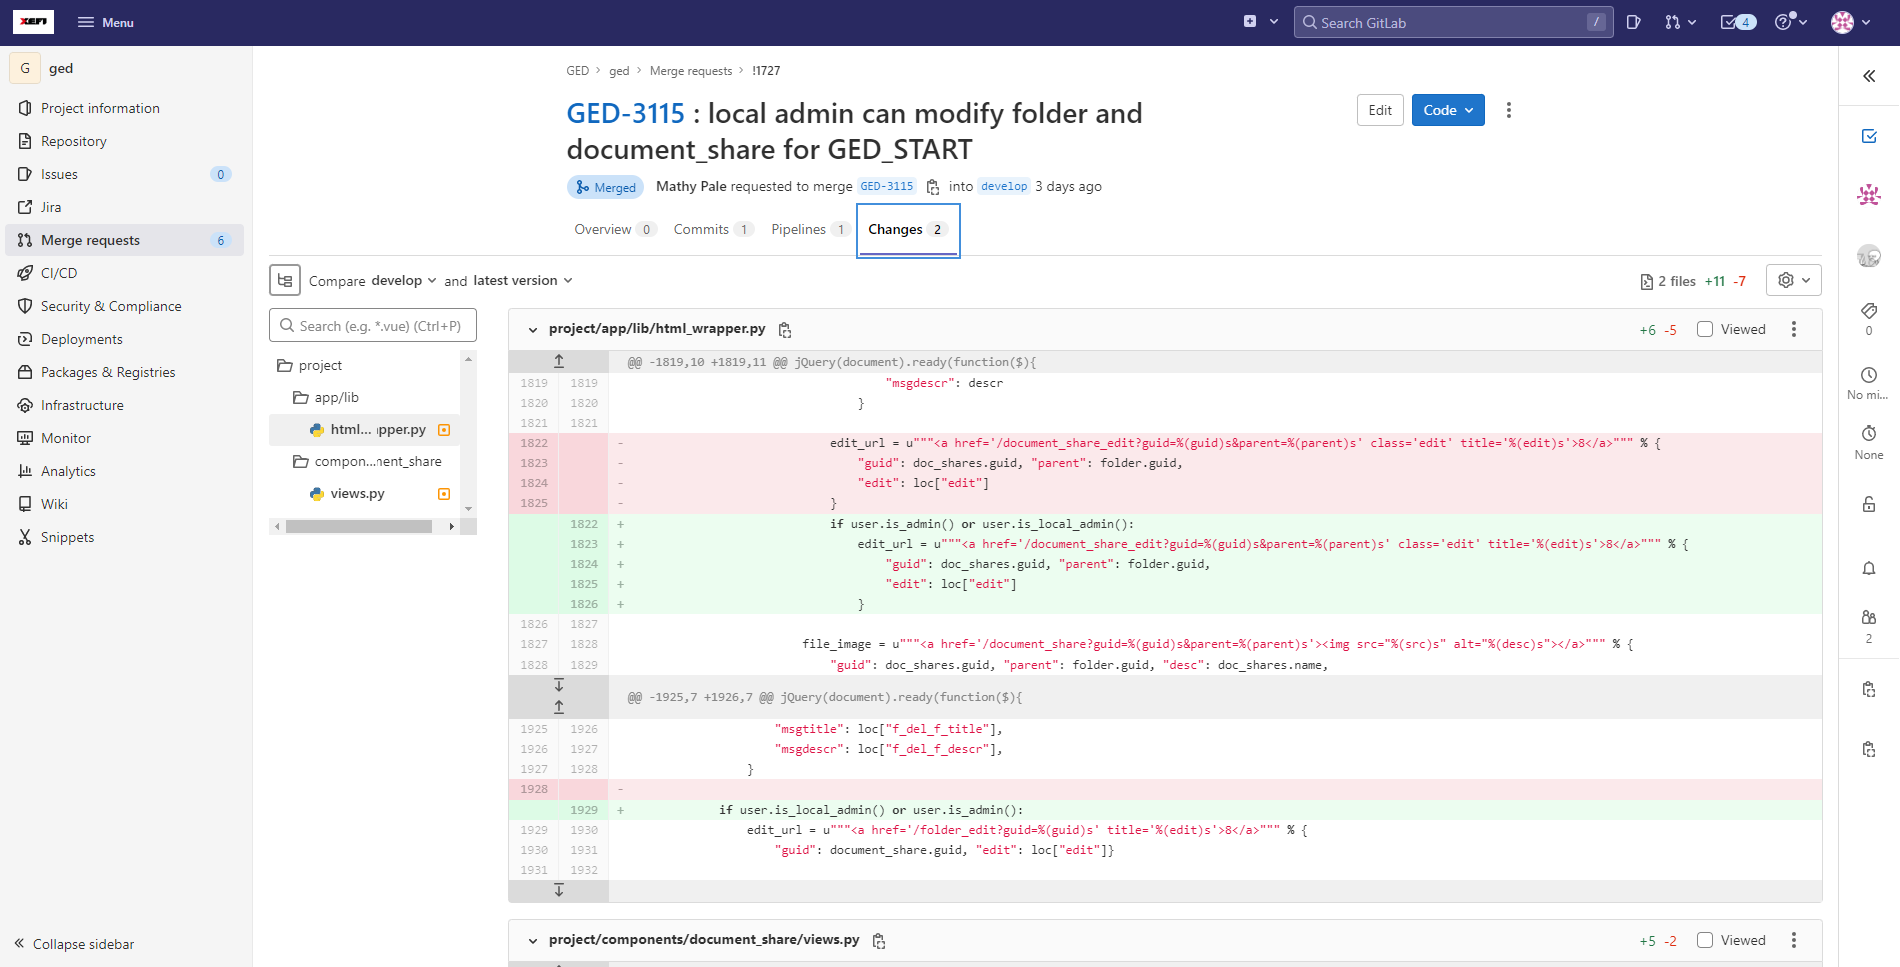 XEFI
Menu
Search GitLab
/
4
G
ged
Project information
Repository
Issues
0
Jira
Merge requests
6
CI/CD
Security & Compliance
Deployments
Packages & Registries
Infrastructure
Monitor
Analytics
Wiki
Snippets
Collapse sidebar
GED
ged
Merge requests
!1727
GED-3115 : local admin can modify folder and
document_share for GED_START
Edit
Code
Merged
Mathy Pale requested to merge GED-3115 into develop 3 days ago
Overview 0
Commits 1
Pipelines 1
Changes 2
Compare develop and latest version
2 files +11 -7
Search (e.g. *.vue) (Ctrl+P)
project
app/lib
html... ıpper.py
compon...nent_share
views.py
project/app/lib/html_wrapper.py
+6 -5
Viewed
@@ -1819,10 +1819,11 @@ jQuery(document).ready(function($){
1819 1819 "msgdescr": descr
1820 1820 }
1821 1821
1822 - edit_url = u"""<a href='/document_share_edit?guid=%(guid)s&parent=%(parent)s' class='edit' title='%(edit)s'>8</a>""" % {
1823 - "guid": doc_shares.guid, "parent": folder.guid,
1824 - "edit": loc["edit"]
1825 - }
1822 + if user.is_admin() or user.is_local_admin():
1823 + edit_url = u"""<a href='/document_share_edit?guid=%(guid)s&parent=%(parent)s' class='edit' title='%(edit)s'>8</a>""" % {
1824 + "guid": doc_shares.guid, "parent": folder.guid,
1825 + "edit": loc["edit"]
1826 + }
1826 1827
1827 1828 file_image = u"""<a href='/document_share?guid=%(guid)s&parent=%(parent)s'><img src="%(src)s" alt="%(desc)s"></a>""" % {
1828 1829 "guid": doc_shares.guid, "parent": folder.guid, "desc": doc_shares.name,
@@ -1925,7 +1926,7 @@ jQuery(document).ready(function($){
1925 1926 "msgtitle": loc["f_del_f_title"],
1926 1927 "msgdescr": loc["f_del_f_descr"],
1927 1928 }
1928 -
1929 + if user.is_local_admin() or user.is_admin():
1929 1930 edit_url = u"""<a href='/folder_edit?guid=%(guid)s' title='%(edit)s'>8</a>""" % {
1930 1931 "guid": document_share.guid, "edit": loc["edit"]}
1931 1932
project/components/document_share/views.py
+5 -2
Viewed
0
No mi...
None
2